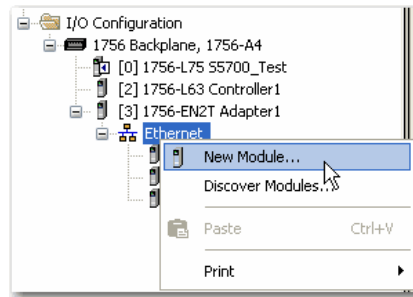 I/O Configuration
1756 Backplane, 1756-A4
[0] 1756-L75 S5700_Test
[2] 1756-L63 Controller1
[3] 1756-EN2T Adapter1
Ethernet
New Module...
Discover Modules...
Paste Ctrl+V
Print